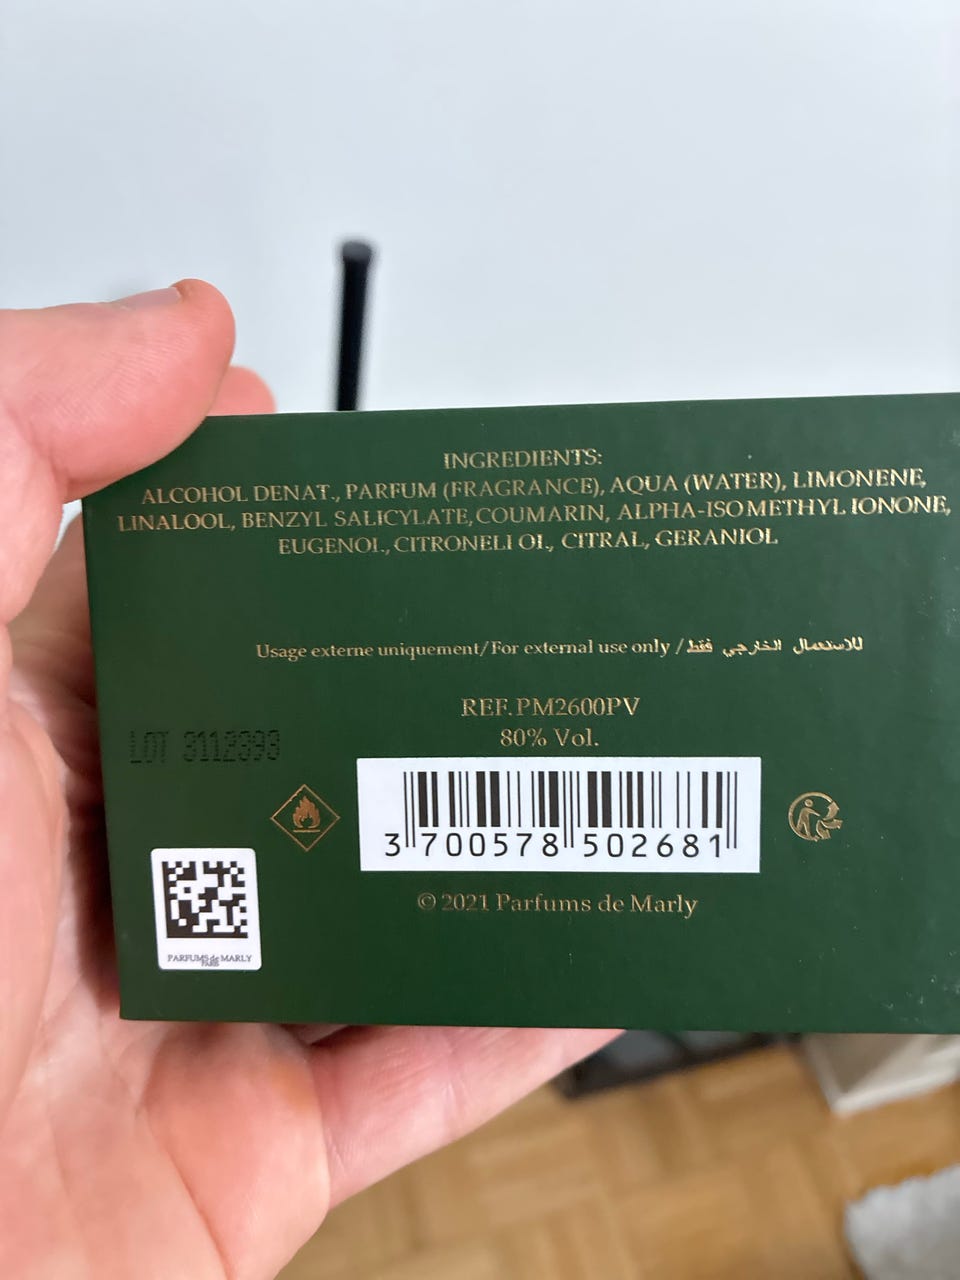 INGREDIENTS:
ALCOHOL DENAT., PARFUM (FRAGRANCE), AQUA (WATER), LIMONENE,
LINALOOL, BENZYL SALICYLATE, COUMARIN, ALPHA-ISOMETHYL IONONE,
EUGENOL, CITRONELLOL, CITRAL, GERANIOL
Usage externe uniquement/For external use only / للاستعمال الخارجي فقط
REF. PM2600PV
80% Vol.
LOT 3112393
3 700578 502681
© 2021 Parfums de Marly
PARFUMS de MARLY
PARIS